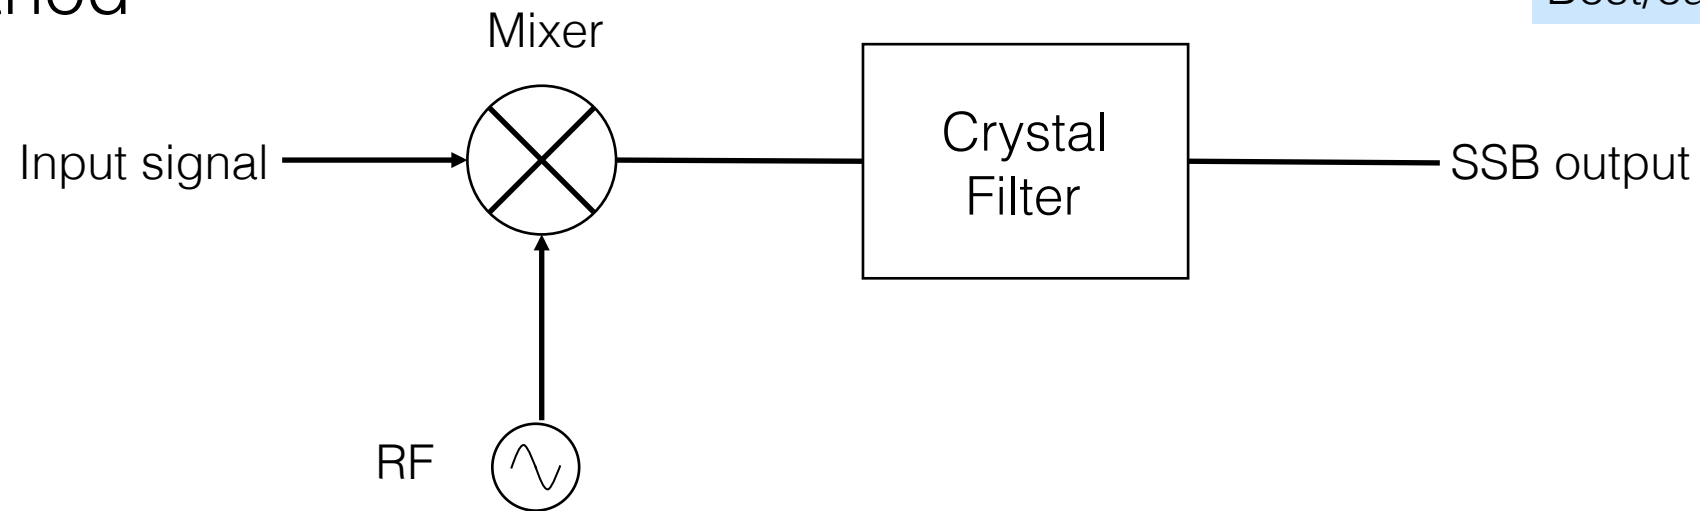 Mixer
Input signal
Crystal
Filter
SSB output
RF